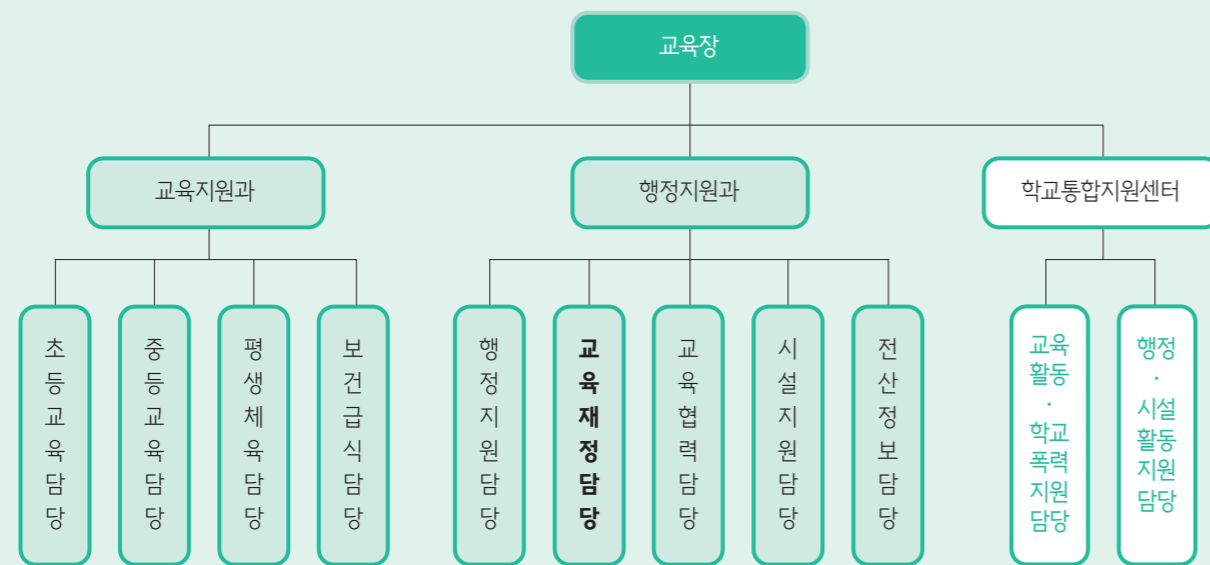 교육장
교육지원과
행정지원과
학교통합지원센터
초등교육담당
중등교육담당
평생체육담당
보건급식담당
행정지원담당
교육재정담당
교육협력담당
시설지원담당
전산정보담당
교육
활동
·
학교
폭력
지원
담당
행정
·
시설
활동
지원
담당